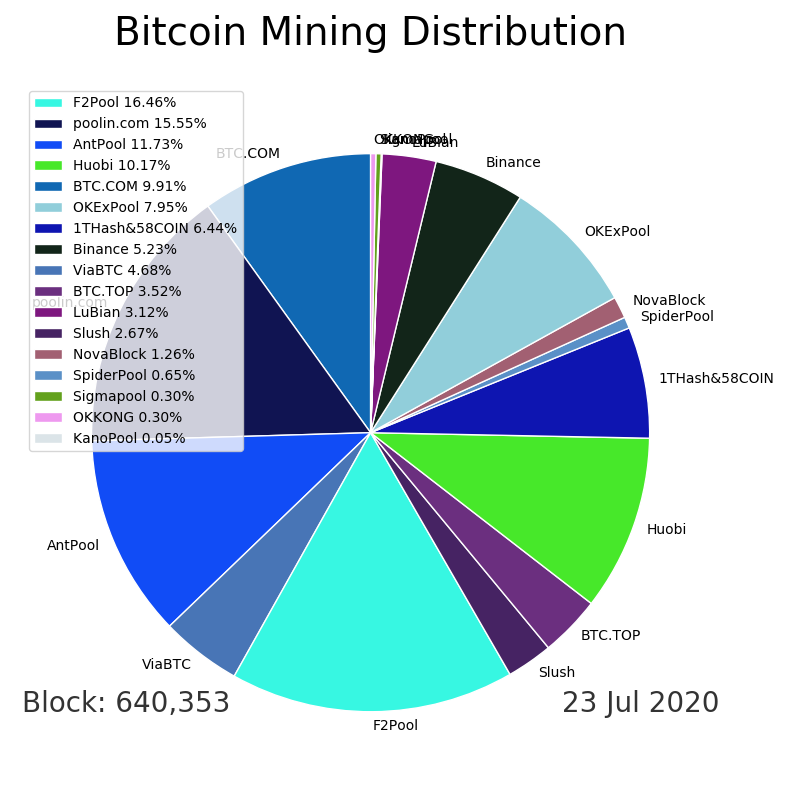 Bitcoin Mining Distribution
F2Pool 16.46%
poolin.com 15.55%
AntPool 11.73%
Huobi 10.17%
BTC.COM 9.91%
OKExPool 7.95%
1THash&58COIN 6.44%
Binance 5.23%
ViaBTC 4.68%
BTC.TOP 3.52%
LuBian 3.12%
Slush 2.67%
NovaBlock 1.26%
SpiderPool 0.65%
Sigmapool 0.30%
OKKONG 0.30%
KanoPool 0.05%
BTC.COM
LuBian
Binance
OKExPool
NovaBlock
SpiderPool
1THash&58COIN
poolin.com
Huobi
AntPool
BTC.TOP
ViaBTC
Slush
F2Pool
Block: 640,353
23 Jul 2020